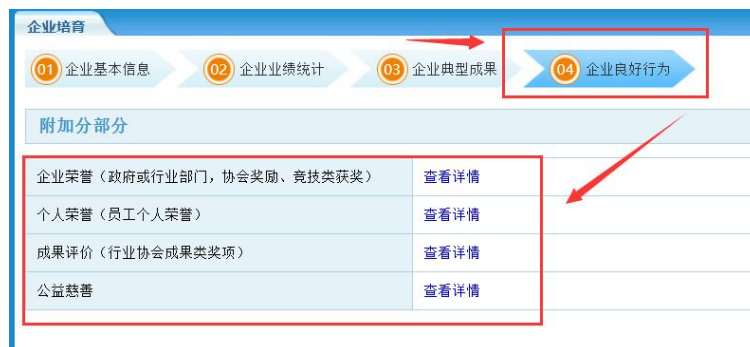 企业培育
01 企业基本信息 02 企业业绩统计 03 企业典型成果 04 企业良好行为
附加分部分
企业荣誉（政府或行业部门，协会奖励、竞技类获奖） 查看详情
个人荣誉（员工个人荣誉） 查看详情
成果评价（行业协会成果类奖项） 查看详情
公益慈善 查看详情